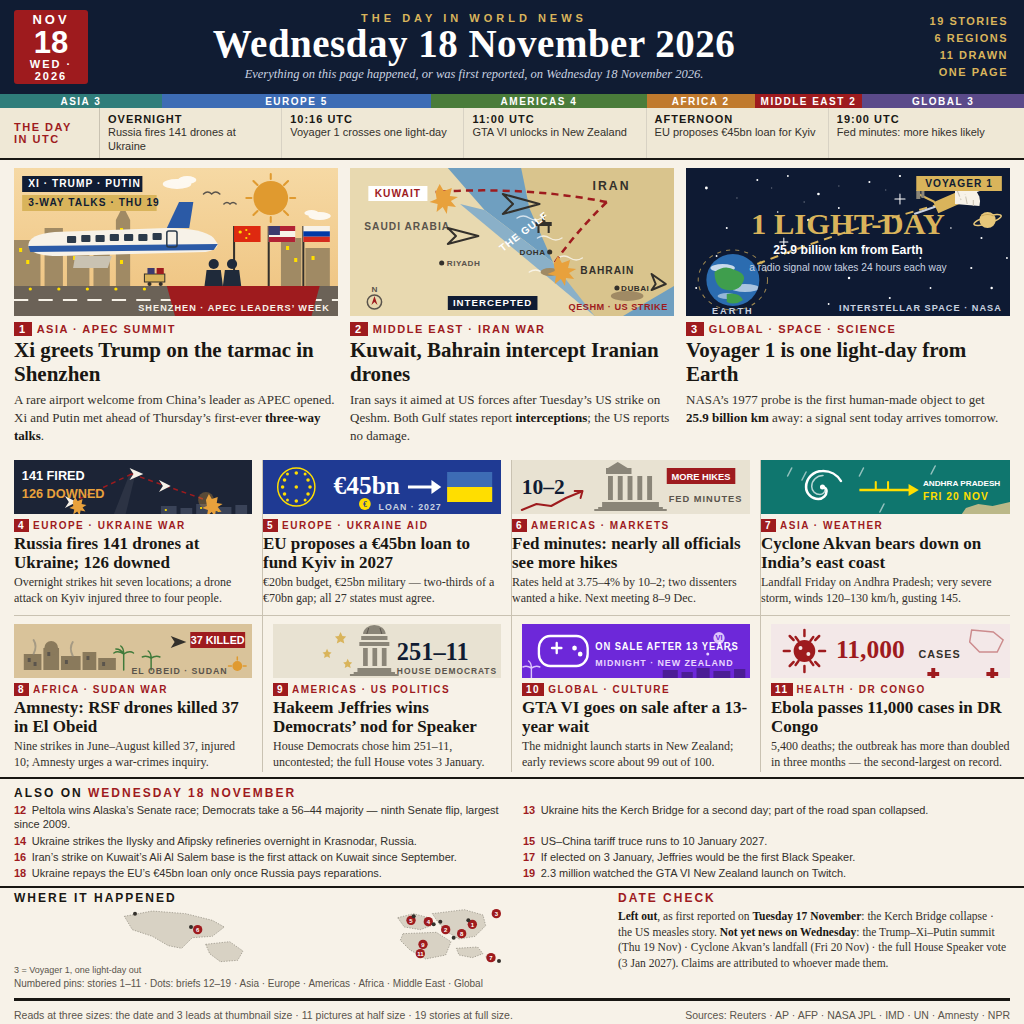 NOV
18
WED ·
2026
THE DAY IN WORLD NEWS
Wednesday 18 November 2026
Everything on this page happened, or was first reported, on Wednesday 18 November 2026.
19 STORIES
6 REGIONS
11 DRAWN
ONE PAGE
ASIA 3
EUROPE 5
AMERICAS 4
AFRICA 2
MIDDLE EAST 2
GLOBAL 3
THE DAY
IN UTC
OVERNIGHT
Russia fires 141 drones at
Ukraine
10:16 UTC
Voyager 1 crosses one light-day
11:00 UTC
GTA VI unlocks in New Zealand
AFTERNOON
EU proposes €45bn loan for Kyiv
19:00 UTC
Fed minutes: more hikes likely
XI · TRUMP · PUTIN
3-WAY TALKS · THU 19
SHENZHEN · APEC LEADERS' WEEK
1 ASIA · APEC SUMMIT
Xi greets Trump on the tarmac in
Shenzhen
A rare airport welcome from China's leader as APEC opened.
Xi and Putin met ahead of Thursday's first-ever three-way
talks.
KUWAIT
IRAN
SAUDI ARABIA
THE GULF
RIYADH
DOHA
BAHRAIN
DUBAI
N
INTERCEPTED
QESHM · US STRIKE
2 MIDDLE EAST · IRAN WAR
Kuwait, Bahrain intercept Iranian
drones
Iran says it aimed at US forces after Tuesday's US strike on
Qeshm. Both Gulf states report interceptions; the US reports
no damage.
VOYAGER 1
1 LIGHT-DAY
25.9 billion km from Earth
a radio signal now takes 24 hours each way
EARTH
INTERSTELLAR SPACE · NASA
3 GLOBAL · SPACE · SCIENCE
Voyager 1 is one light-day from
Earth
NASA's 1977 probe is the first human-made object to get
25.9 billion km away: a signal sent today arrives tomorrow.
141 FIRED
126 DOWNED
4 EUROPE · UKRAINE WAR
Russia fires 141 drones at
Ukraine; 126 downed
Overnight strikes hit seven locations; a drone
attack on Kyiv injured three to four people.
€45bn
€
LOAN · 2027
5 EUROPE · UKRAINE AID
EU proposes a €45bn loan to
fund Kyiv in 2027
€20bn budget, €25bn military — two-thirds of a
€70bn gap; all 27 states must agree.
10–2
MORE HIKES
FED MINUTES
6 AMERICAS · MARKETS
Fed minutes: nearly all officials
see more hikes
Rates held at 3.75–4% by 10–2; two dissenters
wanted a hike. Next meeting 8–9 Dec.
ANDHRA PRADESH
FRI 20 NOV
7 ASIA · WEATHER
Cyclone Akvan bears down on
India's east coast
Landfall Friday on Andhra Pradesh; very severe
storm, winds 120–130 km/h, gusting 145.
37 KILLED
EL OBEID · SUDAN
8 AFRICA · SUDAN WAR
Amnesty: RSF drones killed 37
in El Obeid
Nine strikes in June–August killed 37, injured
10; Amnesty urges a war-crimes inquiry.
251–11
HOUSE DEMOCRATS
9 AMERICAS · US POLITICS
Hakeem Jeffries wins
Democrats' nod for Speaker
House Democrats chose him 251–11,
uncontested; the full House votes 3 January.
VI
ON SALE AFTER 13 YEARS
MIDNIGHT · NEW ZEALAND
10 GLOBAL · CULTURE
GTA VI goes on sale after a 13-
year wait
The midnight launch starts in New Zealand;
early reviews score about 99 out of 100.
11,000 CASES
11 HEALTH · DR CONGO
Ebola passes 11,000 cases in DR
Congo
5,400 deaths; the outbreak has more than doubled
in three months — the second-largest on record.
ALSO ON WEDNESDAY 18 NOVEMBER
12 Peltola wins Alaska's Senate race; Democrats take a 56–44 majority — ninth Senate flip, largest
since 2009.
13 Ukraine hits the Kerch Bridge for a second day; part of the road span collapsed.
14 Ukraine strikes the Ilysky and Afipsky refineries overnight in Krasnodar, Russia.
15 US–China tariff truce runs to 10 January 2027.
16 Iran's strike on Kuwait's Ali Al Salem base is the first attack on Kuwait since September.
17 If elected on 3 January, Jeffries would be the first Black Speaker.
18 Ukraine repays the EU's €45bn loan only once Russia pays reparations.
19 2.3 million watched the GTA VI New Zealand launch on Twitch.
WHERE IT HAPPENED
6
5
4
2
8
1
3
9
11
7
3 = Voyager 1, one light-day out
Numbered pins: stories 1–11 · Dots: briefs 12–19 · Asia · Europe · Americas · Africa · Middle East · Global
DATE CHECK
Left out, as first reported on Tuesday 17 November: the Kerch Bridge collapse ·
the US measles story. Not yet news on Wednesday: the Trump–Xi–Putin summit
(Thu 19 Nov) · Cyclone Akvan's landfall (Fri 20 Nov) · the full House Speaker vote
(3 Jan 2027). Claims are attributed to whoever made them.
Reads at three sizes: the date and 3 leads at thumbnail size · 11 pictures at half size · 19 stories at full size.
Sources: Reuters · AP · AFP · NASA JPL · IMD · UN · Amnesty · NPR